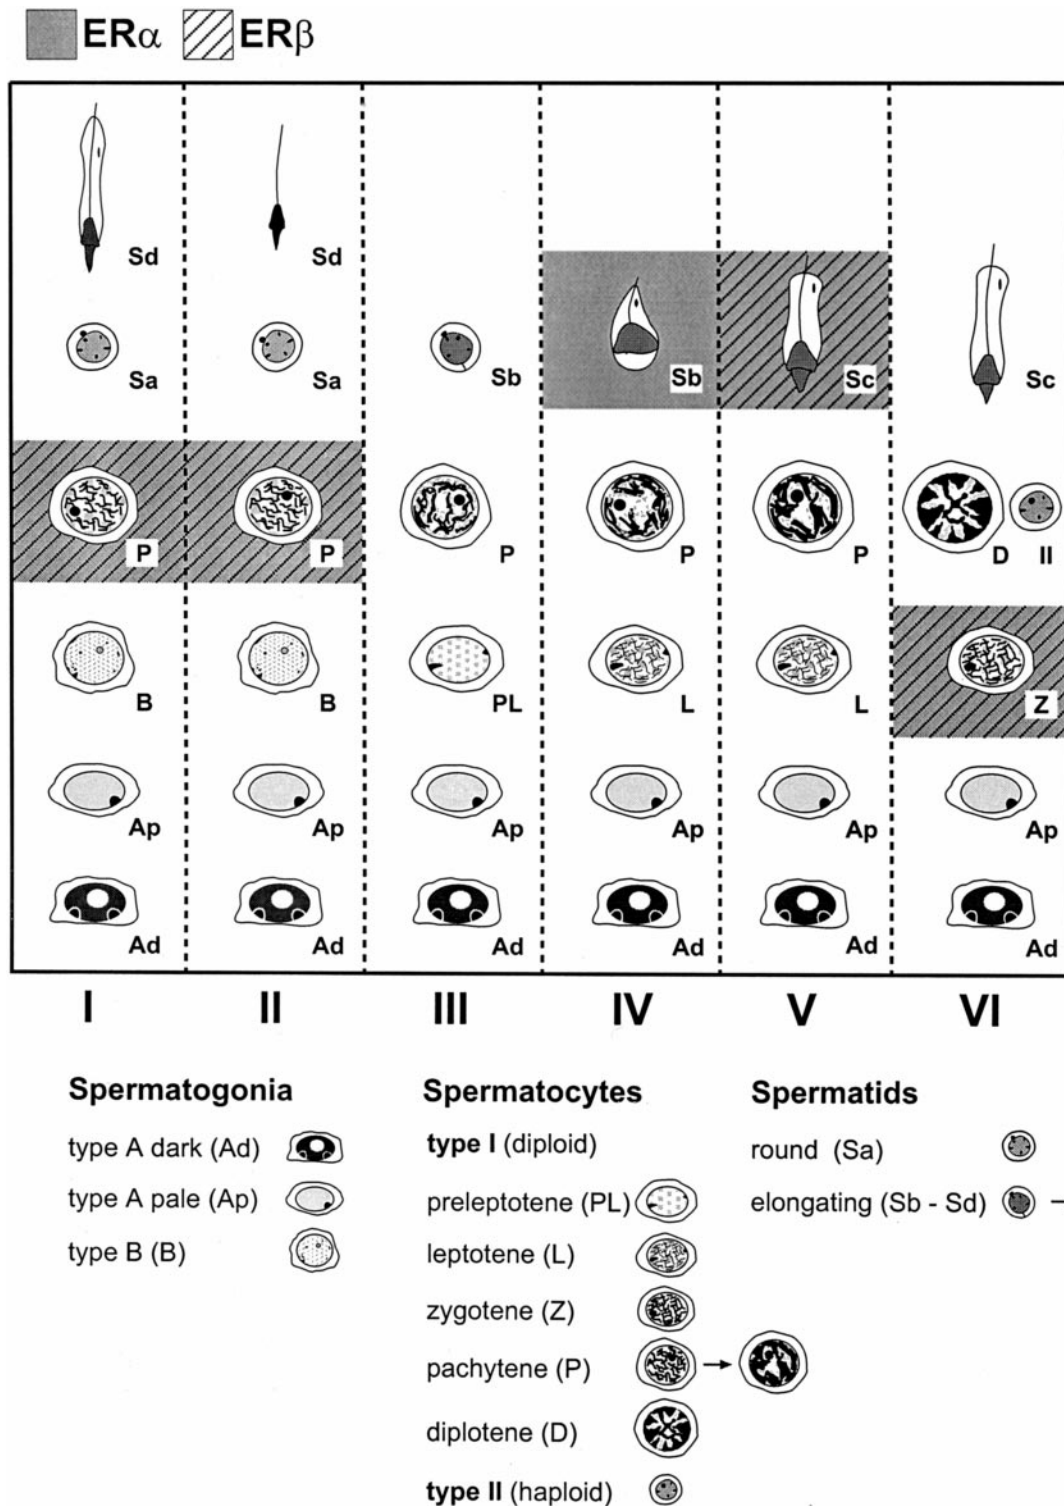 ERα ERβ
Sd Sd
Sa Sa Sb Sb Sc Sc
P P P P P D II
B B PL L L Z
Ap Ap Ap Ap Ap Ap
Ad Ad Ad Ad Ad Ad
I II III IV V VI
Spermatogonia
type A dark (Ad)
type A pale (Ap)
type B (B)
Spermatocytes
type I (diploid)
preleptotene (PL)
leptotene (L)
zygotene (Z)
pachytene (P)
diplotene (D)
type II (haploid)
Spermatids
round (Sa)
elongating (Sb - Sd)